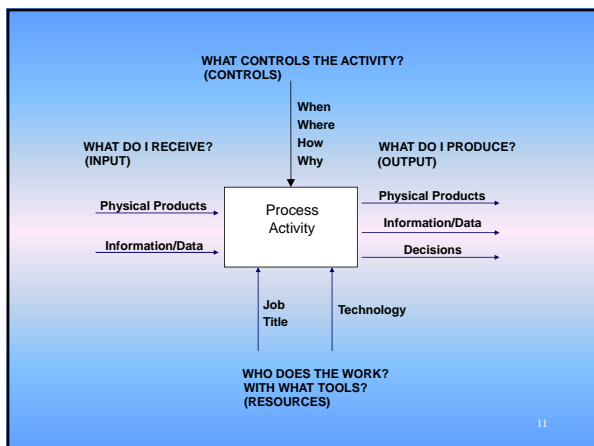 WHAT CONTROLS THE ACTIVITY?
(CONTROLS)
When
Where
How
Why
WHAT DO I RECEIVE?
(INPUT)
Physical Products
Information/Data
Process
Activity
WHAT DO I PRODUCE?
(OUTPUT)
Physical Products
Information/Data
Decisions
Job
Title
Technology
WHO DOES THE WORK?
WITH WHAT TOOLS?
(RESOURCES)
11